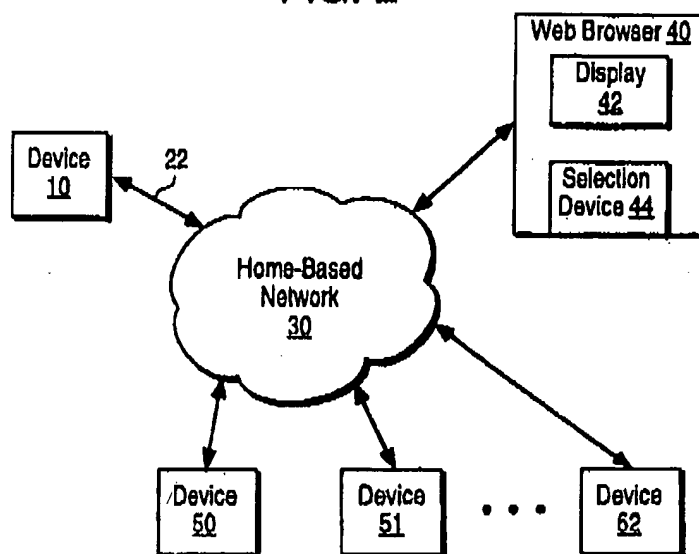 Web Browser 40
Display
42
Selection
Device 44
Device
10
22
Home-Based
Network
30
Device
50
Device
51
Device
52